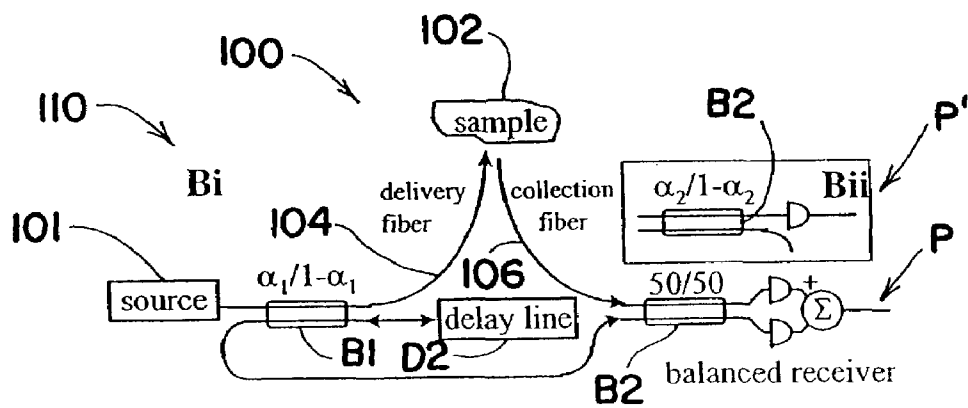 102
100
110
sample
B2
P'
Bi
α₂/1-α₂
Bii
delivery fiber
collection fiber
101
104
106
P
α₁/1-α₁
50/50
+
source
delay line
Σ
-
B1
D2
B2
balanced receiver